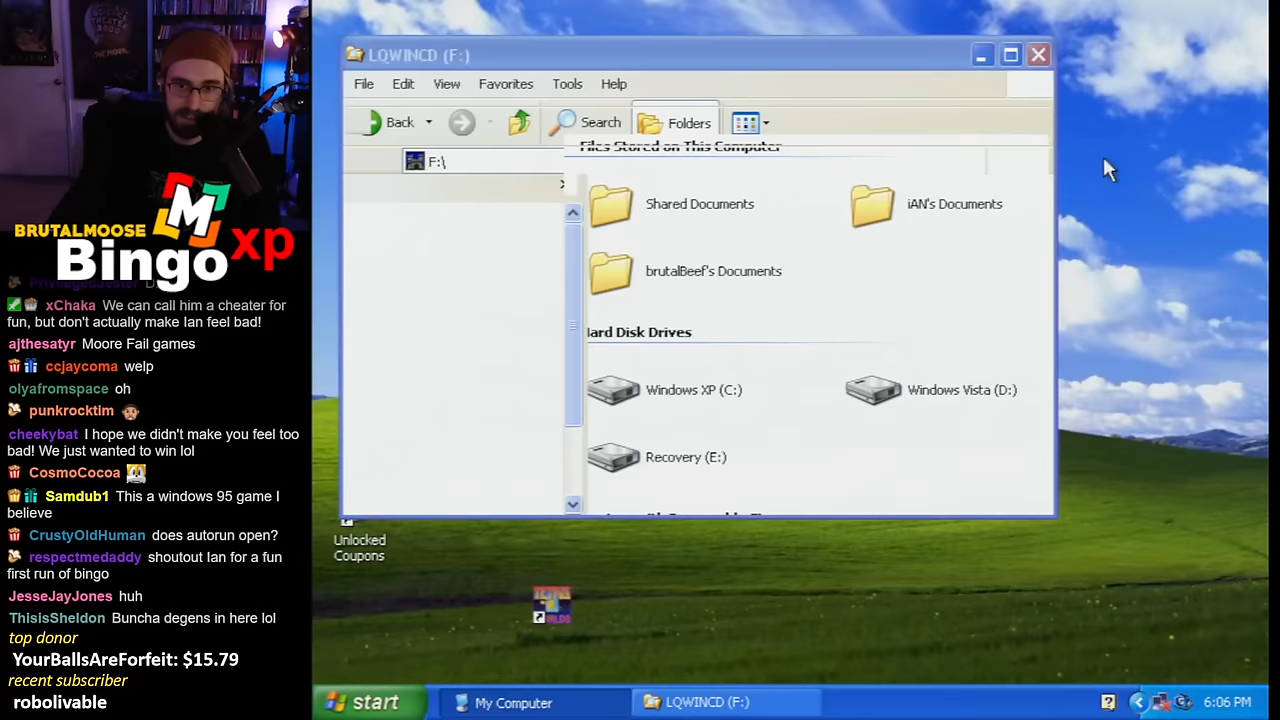 LQWINCD (F:)
File Edit View Favorites Tools Help
Back Search Folders
F:\
Files Stored on This Computer
Shared Documents iAN's Documents
brutalBeef's Documents
Hard Disk Drives
Windows XP (C:) Windows Vista (D:)
Recovery (E:)
Unlocked
Coupons
start My Computer LQWINCD (F:) 6:06 PM
BRUTALMOOSE M
Bingo xp
PrivilegedJester
xChaka We can call him a cheater for
fun, but don't actually make Ian feel bad!
ajthesatyr Moore Fail games
ccjaycoma welp
olyafromspace oh
punkrocktim
cheekybat I hope we didn't make you feel too
bad! We just wanted to win lol
CosmoCocoa
Samdub1 This a windows 95 game I
believe
CrustyOldHuman does autorun open?
respectmedaddy shoutout Ian for a fun
first run of bingo
JesseJayJones huh
ThisisSheldon Buncha degens in here lol
top donor
YourBallsAreForfeit: $15.79
recent subscriber
robolivable